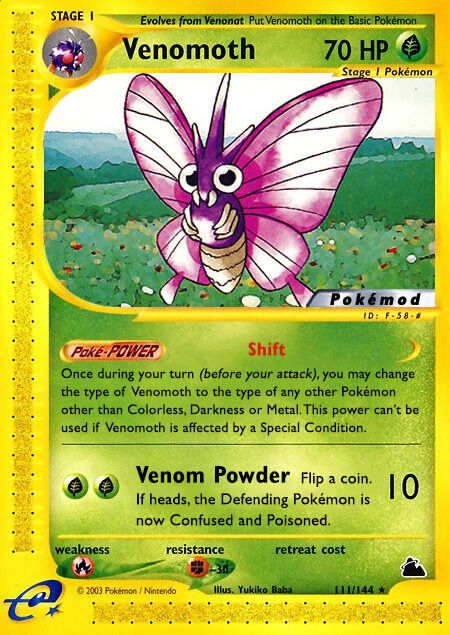 STAGE 1
Evolves from Venonat Put Venomoth on the Basic Pokémon
Venomoth 70 HP
Stage 1 Pokémon
Pokémod
ID: F-58-#
Poké-POWER Shift
Once during your turn (before your attack), you may change
the type of Venomoth to the type of any other Pokémon
other than Colorless, Darkness or Metal. This power can't be
used if Venomoth is affected by a Special Condition.
Venom Powder Flip a coin. 10
If heads, the Defending Pokémon is
now Confused and Poisoned.
weakness resistance retreat cost
-30
©2003 Pokémon / Nintendo Illus. Yukiko Baba 111/144 ★
e